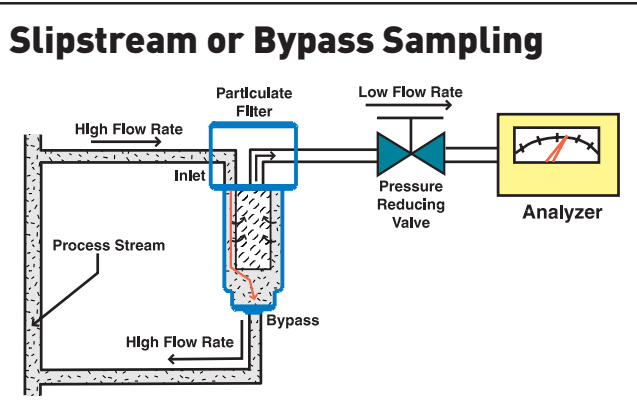 Slipstream or Bypass Sampling
Particulate
Filter
Low Flow Rate
High Flow Rate
Inlet
Pressure
Reducing
Valve
Analyzer
Process Stream
Bypass
High Flow Rate